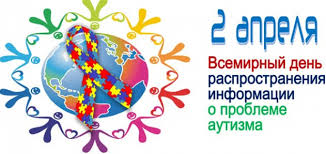 2 апреля
Всемирный день
распространения
информации
о проблеме
аутизма